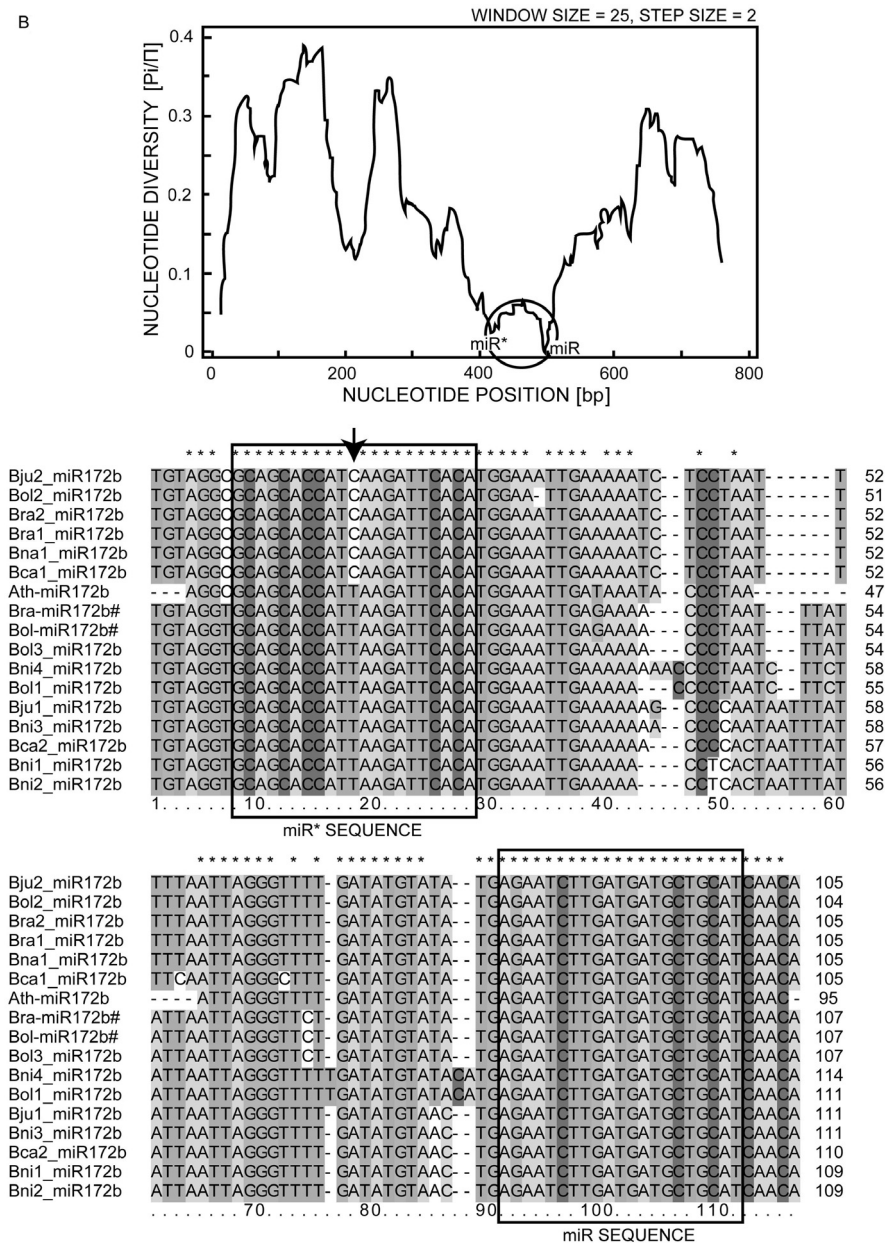 B
WINDOW SIZE = 25, STEP SIZE = 2
NUCLEOTIDE DIVERSITY [Pi/Π]
0.4
0.3
0.2
0.1
0
miR*
miR
0 200 400 600 800
NUCLEOTIDE POSITION [bp]
Bju2_miR172b TGTAGGCGCAGCACCATCAAGATTCACATGGAAATTGAAAAATC--TCCTAAT------T 52
Bol2_miR172b TGTAGGCGCAGCACCATCAAGATTCACATGGAA-TTGAAAAATC--TCCTAAT------T 51
Bra2_miR172b TGTAGGCGCAGCACCATCAAGATTCACATGGAAATTGAAAAATC--TCCTAAT------T 52
Bra1_miR172b TGTAGGCGCAGCACCATCAAGATTCACATGGAAATTGAAAAATC--TCCTAAT------T 52
Bna1_miR172b TGTAGGCGCAGCACCATCAAGATTCACATGGAAATTGAAAAATC--TCCTAAT------T 52
Bca1_miR172b TGTAGGCGCAGCACCATCAAGATTCACATGGAAATTGAAAAATC--TCCTAAT------T 52
Ath-miR172b ---AGGCGCAGCACCATTAAGATTCACATGGAAATTGATAAATA--CCCTAA-------- 47
Bra-miR172b# TGTAGGTGCAGCACCATTAAGATTCACATGGAAATTGAGAAAA---CCCTAAT---TTAT 54
Bol-miR172b# TGTAGGTGCAGCACCATTAAGATTCACATGGAAATTGAGAAAA---CCCTAAT---TTAT 54
Bol3_miR172b TGTAGGTGCAGCACCATTAAGATTCACATGGAAATTGAAAAAA---CCCTAAT---TTAT 54
Bni4_miR172b TGTAGGTGCAGCACCATTAAGATTCACATGGAAATTGAAAAAAAACCCCTAATC--TTCT 58
Bol1_miR172b TGTAGGTGCAGCACCATTAAGATTCACATGGAAATTGAAAAA---CCCCTAATC--TTCT 55
Bju1_miR172b TGTAGGTGCAGCACCATTAAGATTCACATGGAAATTGAAAAAAG--CCCCAATAATTTAT 58
Bni3_miR172b TGTAGGTGCAGCACCATTAAGATTCACATGGAAATTGAAAAAA---CCCCAATAATTTAT 58
Bca2_miR172b TGTAGGTGCAGCACCATTAAGATTCACATGGAAATTGAAAAAA---CCCCACTAATTTAT 57
Bni1_miR172b TGTAGGTGCAGCACCATTAAGATTCACATGGAAATTGAAAAA----CCTCACTAATTTAT 56
Bni2_miR172b TGTAGGTGCAGCACCATTAAGATTCACATGGAAATTGAAAAA----CCTCACTAATTTAT 56
1.......10........20........30........40........50........60
miR* SEQUENCE
Bju2_miR172b TTTAATTAGGGTTTT-GATATGTATA--TGAGAATCTTGATGATGCTGCATCAACA 105
Bol2_miR172b TTTAATTAGGGTTTT-GATATGTATA--TGAGAATCTTGATGATGCTGCATCAACA 104
Bra2_miR172b TTTAATTAGGGTTTT-GATATGTATA--TGAGAATCTTGATGATGCTGCATCAACA 105
Bra1_miR172b TTTAATTAGGGTTTT-GATATGTATA--TGAGAATCTTGATGATGCTGCATCAACA 105
Bna1_miR172b TTTAATTAGGGTTTT-GATATGTATA--TGAGAATCTTGATGATGCTGCATCAACA 105
Bca1_miR172b TTCAATTAGGGCTTT-GATATGTATA--TGAGAATCTTGATGATGCTGCATCAACA 105
Ath-miR172b ----ATTAGGGTTTT-GATATGTATA--TGAGAATCTTGATGATGCTGCATCAAC- 95
Bra-miR172b# ATTAATTAGGGTTCT-GATATGTATA--TGAGAATCTTGATGATGCTGCATCAACA 107
Bol-miR172b# ATTAATTAGGGTTCT-GATATGTATA--TGAGAATCTTGATGATGCTGCATCAACA 107
Bol3_miR172b ATTAATTAGGGTTCT-GATATGTATA--TGAGAATCTTGATGATGCTGCATCAACA 107
Bni4_miR172b ATTAATTAGGGTTTTTGATATGTATACATGAGAATCTTGATGATGCTGCATCAACA 114
Bol1_miR172b ATTAATTAGGGTTTTTGATATGTATACATGAGAATCTTGATGATGCTGCATCAACA 111
Bju1_miR172b ATTAATTAGGGTTTT-GATATGTAAC--TGAGAATCTTGATGATGCTGCATCAACA 111
Bni3_miR172b ATTAATTAGGGTTTT-GATATGTAAC--TGAGAATCTTGATGATGCTGCATCAACA 111
Bca2_miR172b ATTAATTAGGGTTTT-GATATGTAAC--TGAGAATCTTGATGATGCTGCATCAACA 110
Bni1_miR172b ATTAATTAGGGTTTT-GATATGTAAC--TGAGAATCTTGATGATGCTGCATCAACA 109
Bni2_miR172b ATTAATTAGGGTTTT-GATATGTAAC--TGAGAATCTTGATGATGCTGCATCAACA 109
........70........80........90........100.......110......
miR SEQUENCE